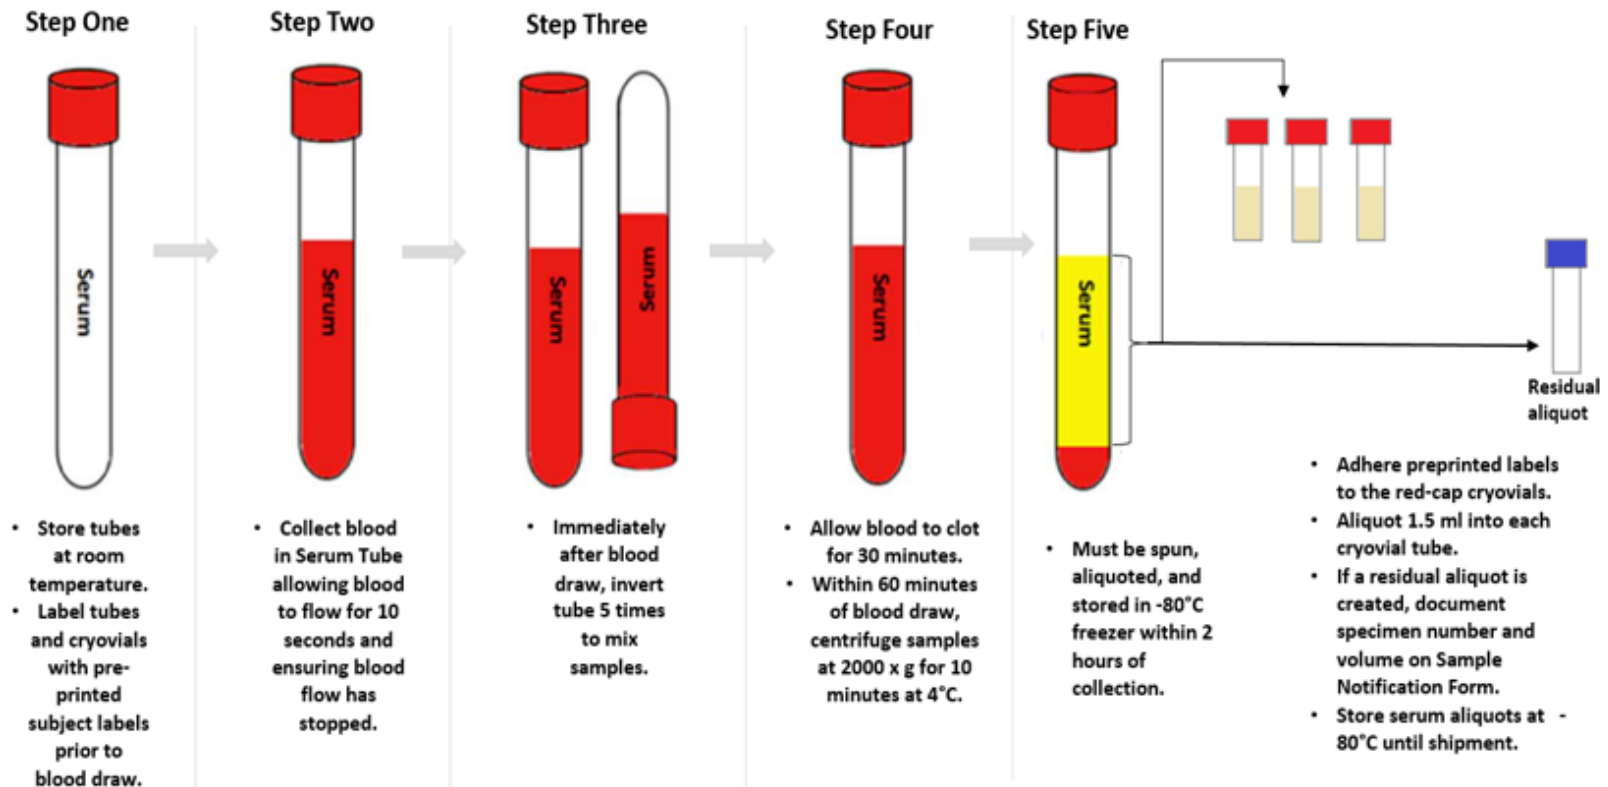 Step One
Serum
• Store tubes
at room
temperature.
• Label tubes
and cryovials
with pre-
printed
subject labels
prior to
blood draw.
Step Two
Serum
• Collect blood
in Serum Tube
allowing blood
to flow for 10
seconds and
ensuring blood
flow has
stopped.
Step Three
Serum
Serum
• Immediately
after blood
draw, invert
tube 5 times
to mix
samples.
Step Four
Serum
• Allow blood to clot
for 30 minutes.
• Within 60 minutes
of blood draw,
centrifuge samples
at 2000 x g for 10
minutes at 4°C.
Step Five
Serum
• Must be spun,
aliquoted, and
stored in -80°C
freezer within 2
hours of
collection.
Residual
aliquot
• Adhere preprinted labels
to the red-cap cryovials.
• Aliquot 1.5 ml into each
cryovial tube.
• If a residual aliquot is
created, document
specimen number and
volume on Sample
Notification Form.
• Store serum aliquots at -
80°C until shipment.